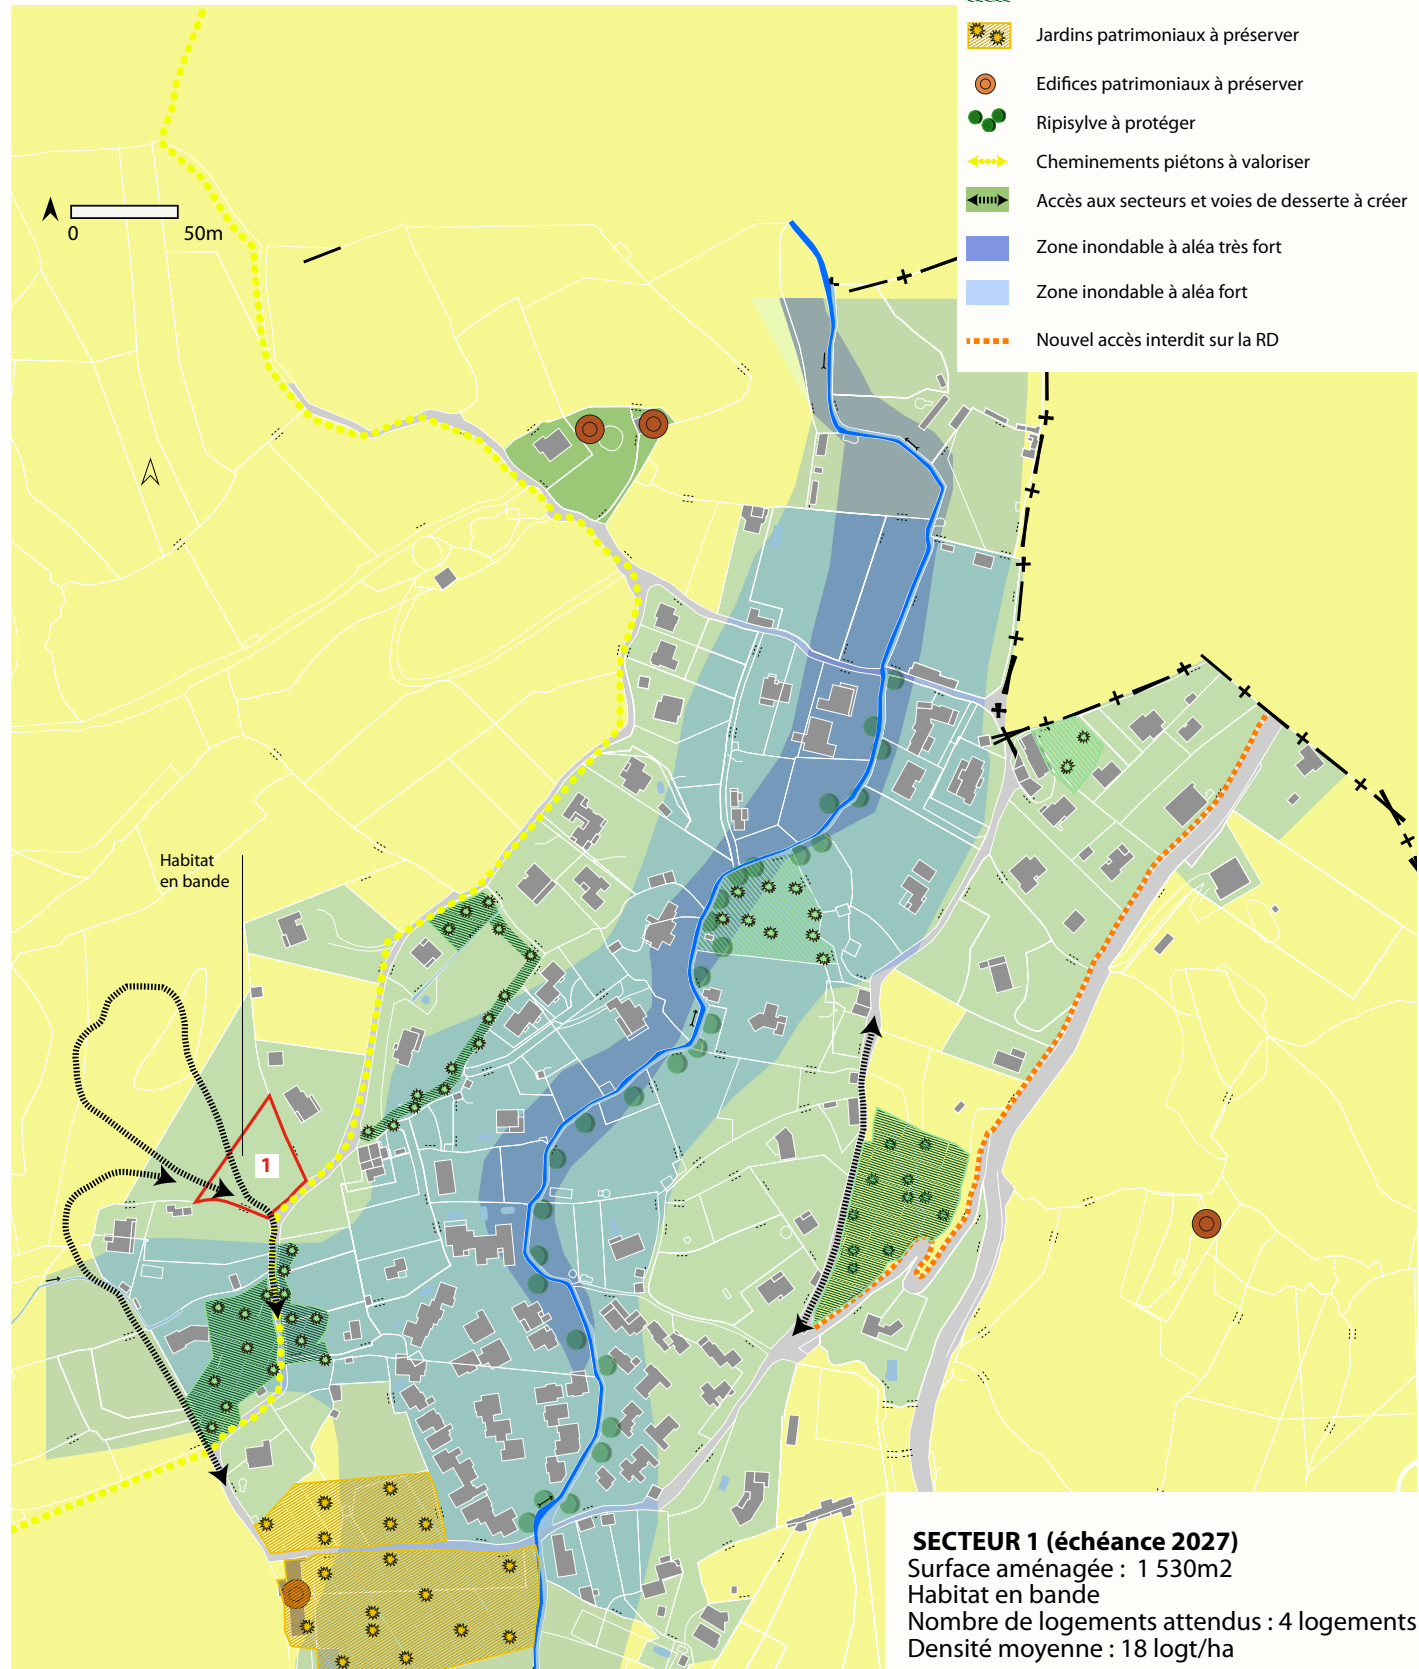 Jardins patrimoniaux à préserver
Edifices patrimoniaux à préserver
Ripisylve à protéger
Cheminements piétons à valoriser
Accès aux secteurs et voies de desserte à créer
Zone inondable à aléa très fort
Zone inondable à aléa fort
Nouvel accès interdit sur la RD
0 50m
Habitat
en bande
1
SECTEUR 1 (échéance 2027)
Surface aménagée : 1 530m2
Habitat en bande
Nombre de logements attendus : 4 logements
Densité moyenne : 18 logt/ha